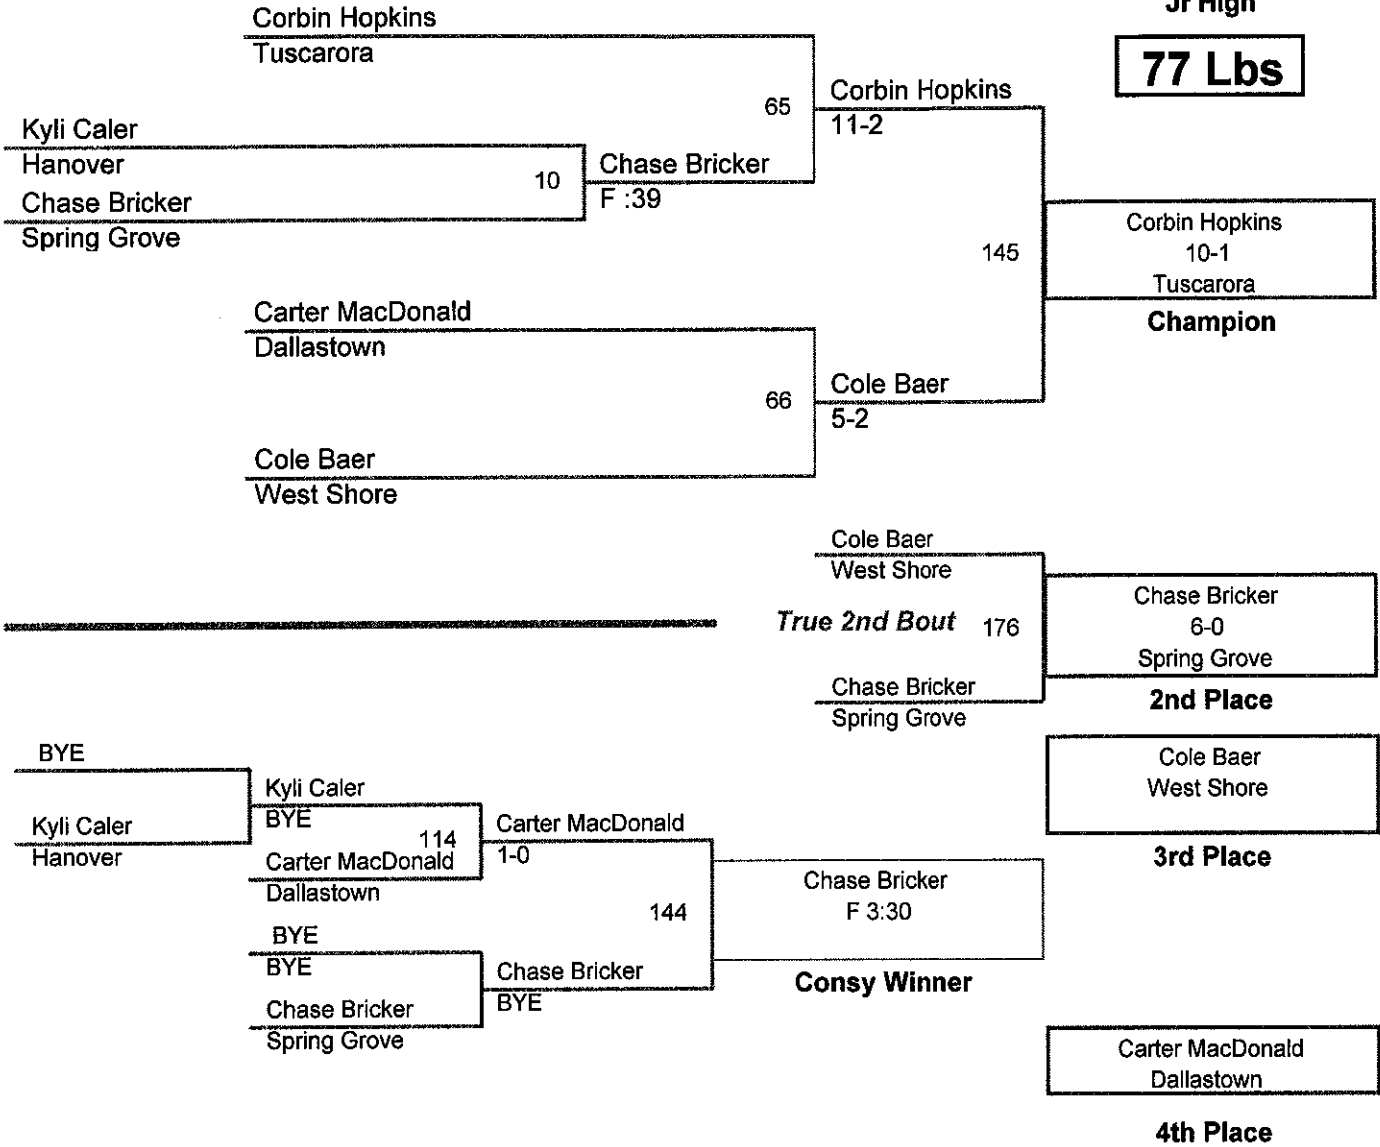 Jr High
77 Lbs
Corbin Hopkins
Tuscarora
65
Corbin Hopkins
11-2
Kyli Caler
Hanover
10
Chase Bricker
F :39
Chase Bricker
Spring Grove
145
Corbin Hopkins
10-1
Tuscarora
Champion
Carter MacDonald
Dallastown
66
Cole Baer
5-2
Cole Baer
West Shore
Cole Baer
West Shore
True 2nd Bout 176
Chase Bricker
6-0
Spring Grove
2nd Place
Chase Bricker
Spring Grove
Cole Baer
West Shore
3rd Place
BYE
Kyli Caler
Hanover
Kyli Caler
BYE
114
Carter MacDonald
Dallastown
Carter MacDonald
1-0
144
Chase Bricker
F 3:30
Consy Winner
BYE
BYE
Chase Bricker
Spring Grove
Chase Bricker
BYE
Carter MacDonald
Dallastown
4th Place